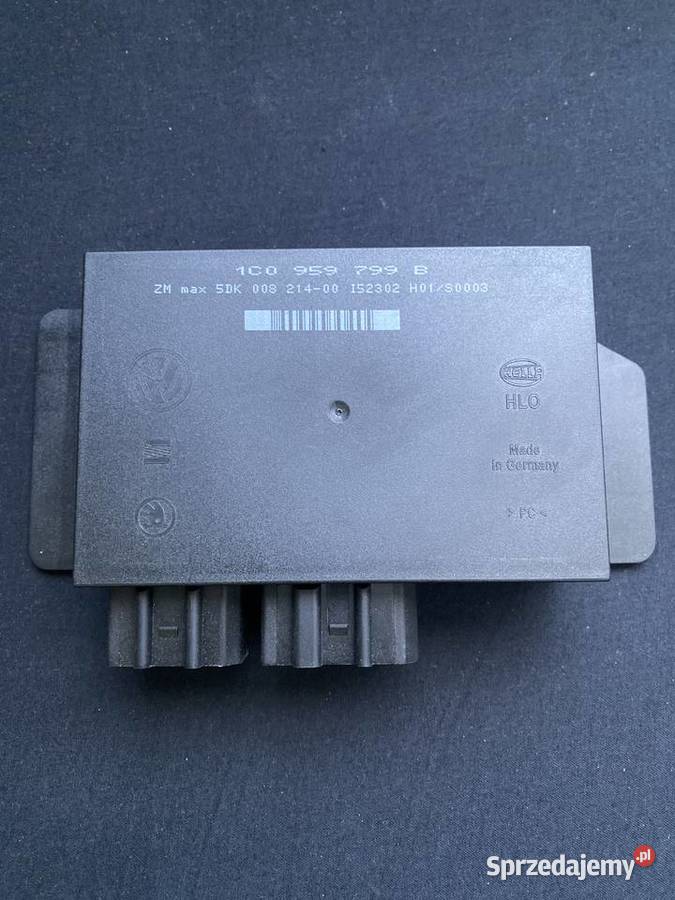 1C0 959 799 B
ZM max 5DK 008 214-00 I52302 H01/S0003
HELLA
HLO
Made
in Germany
> PC <
Sprzedajemy.pl